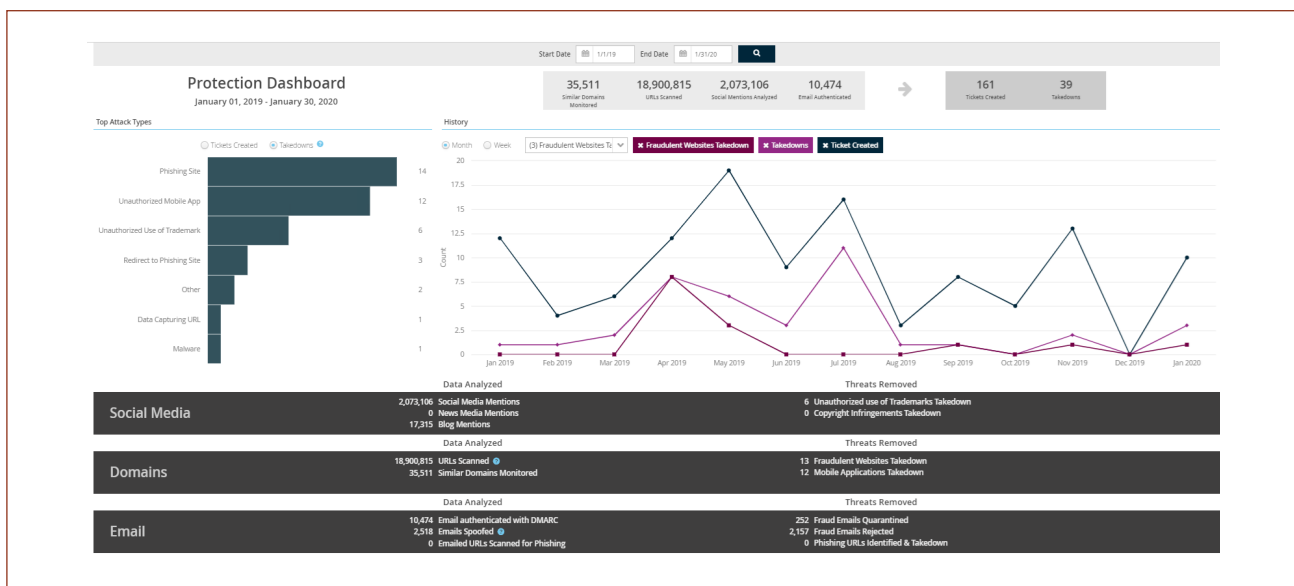 Start Date 1/1/19 End Date 1/31/20
Protection Dashboard
January 01, 2019 - January 30, 2020
35,511 18,900,815 2,073,106 10,474 161 39
Similar Domains Monitored URLs Scanned Social Mentions Analyzed Email Authenticated Tickets Created Takedowns
Top Attack Types
Tickets Created Takedowns
Phishing Site 14
Unauthorized Mobile App 12
Unauthorized Use of Trademark 6
Redirect to Phishing Site 3
Other 2
Data Capturing URL 1
Malware 1
History
Month Week (3) Fraudulent Websites Ta Fraudulent Websites Takedown Takedowns Ticket Created
20
17.5
15
12.5
10
7.5
5
2.5
0
Count
Jan 2019 Feb 2019 Mar 2019 Apr 2019 May 2019 Jun 2019 Jul 2019 Aug 2019 Sep 2019 Oct 2019 Nov 2019 Dec 2019 Jan 2020
Data Analyzed Threats Removed
Social Media
2,073,106 Social Media Mentions
0 News Media Mentions
17,315 Blog Mentions
6 Unauthorized use of Trademarks Takedown
0 Copyright Infringements Takedown
Data Analyzed Threats Removed
Domains
18,900,815 URLs Scanned
35,511 Similar Domains Monitored
13 Fraudulent Websites Takedown
12 Mobile Applications Takedown
Data Analyzed Threats Removed
Email
10,474 Email authenticated with DMARC
2,518 Emails Spoofed
0 Emailed URLs Scanned for Phishing
252 Fraud Emails Quarantined
2,157 Fraud Emails Rejected
0 Phishing URLs Identified & Takedown